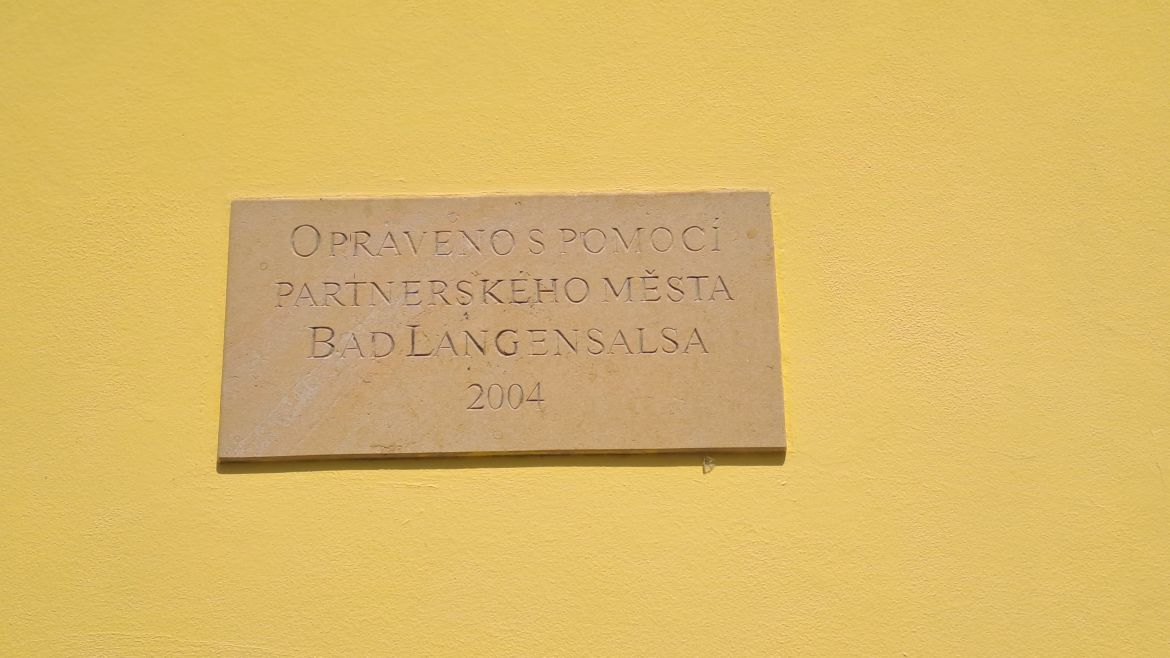 OPRAVENO S POMOCÍ
PARTNERSKÉHO MĚSTA
BAD LANGENSALSA
2004